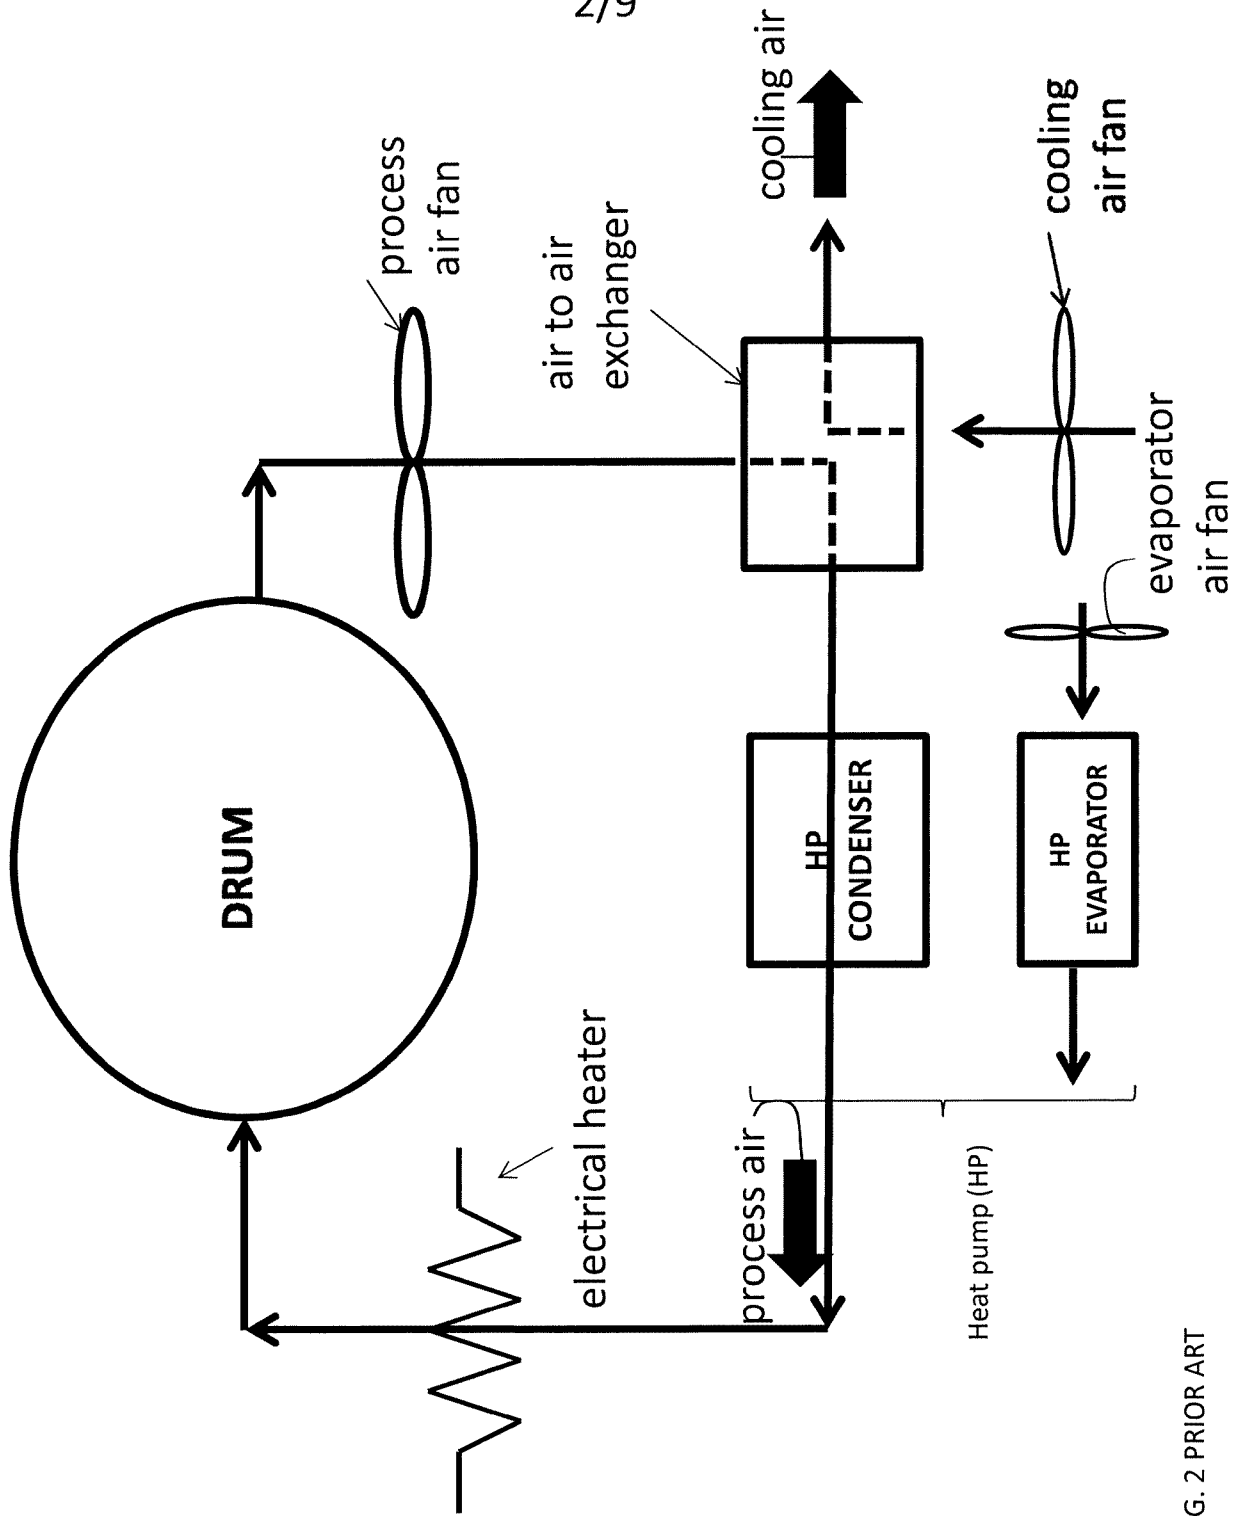 2/9
process
air fan
air to air
exchanger
cooling air
cooling
air fan
evaporator
air fan
DRUM
HP
CONDENSER
HP
EVAPORATOR
electrical heater
process air
Heat pump (HP)
G. 2 PRIOR ART